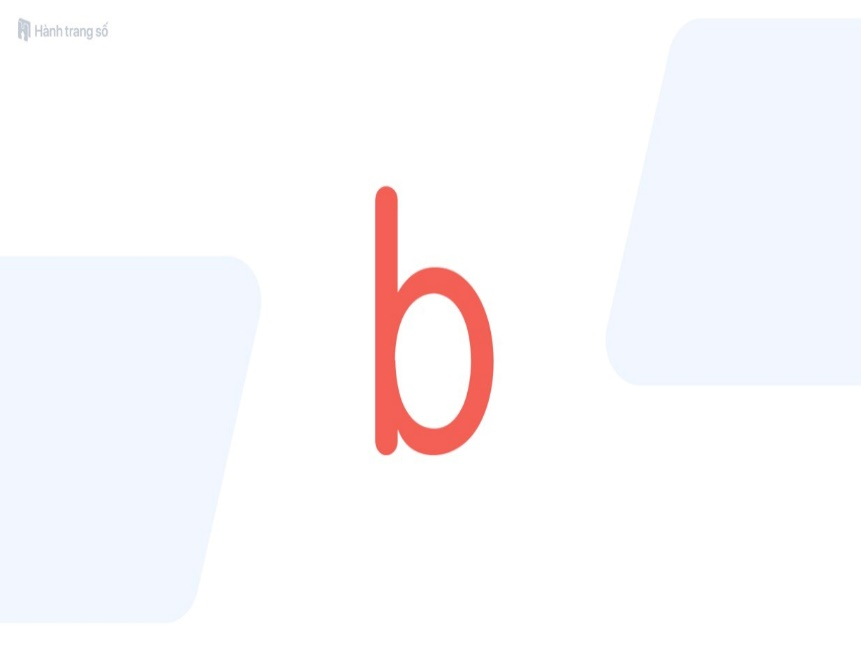 Hành trang số
b